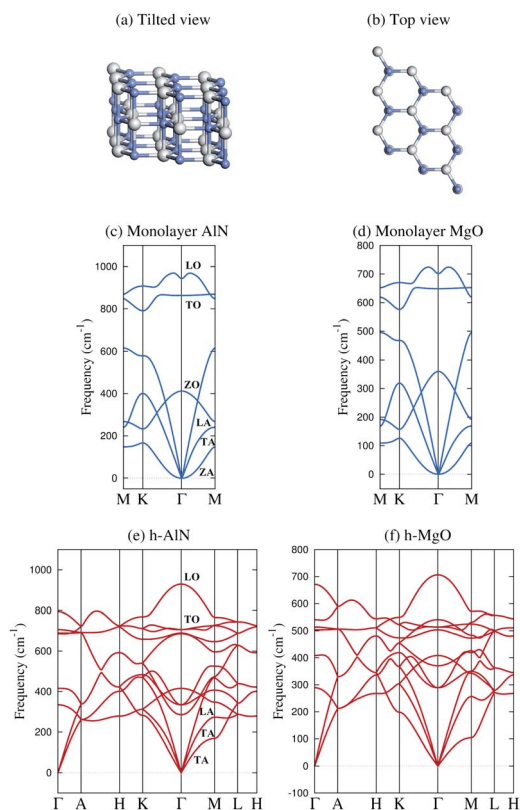 (a) Tilted view
(b) Top view
(c) Monolayer AlN
Frequency (cm⁻¹)
1000
800
600
400
200
0
LO
TO
ZO
LA
TA
ZA
M K Γ M
(d) Monolayer MgO
Frequency (cm⁻¹)
800
700
600
500
400
300
200
100
0
M K Γ M
(e) h-AlN
Frequency (cm⁻¹)
1000
800
600
400
200
0
LO
TO
LA
TA
TA
Γ A H K Γ M L H
(f) h-MgO
Frequency (cm⁻¹)
800
700
600
500
400
300
200
100
0
-100
Γ A H K Γ M L H